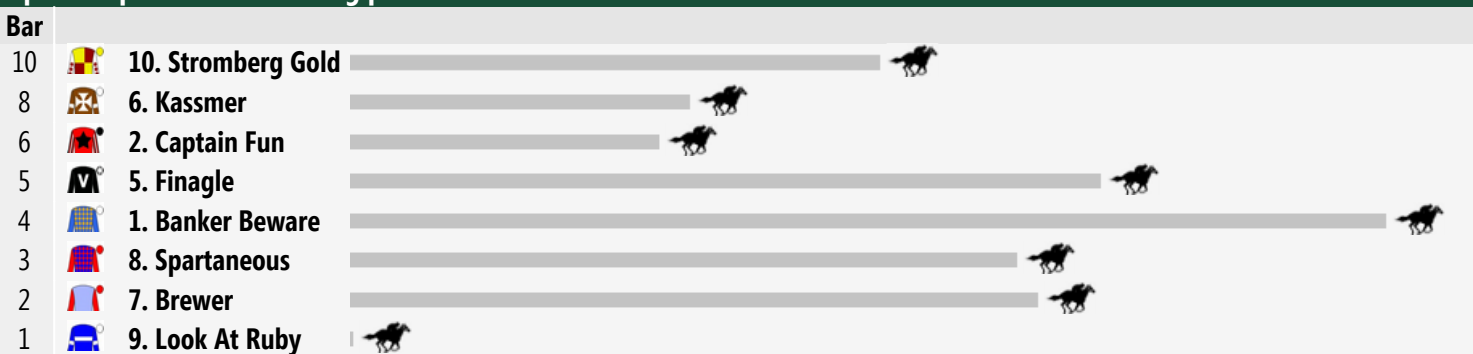 Bar
10 10. Stromberg Gold
8 6. Kassmer
6 2. Captain Fun
5 V 5. Finagle
4 1. Banker Beware
3 8. Spartaneous
2 7. Brewer
1 9. Look At Ruby